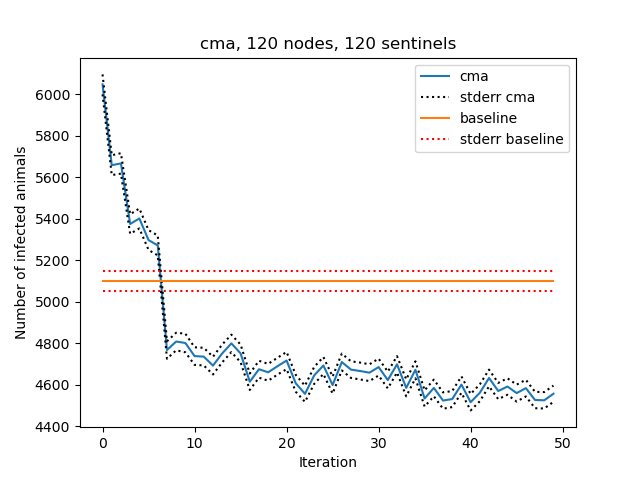 cma, 120 nodes, 120 sentinels
cma
stderr cma
baseline
stderr baseline
Number of infected animals
6000
5800
5600
5400
5200
5000
4800
4600
4400
0
10
20
30
40
50
Iteration